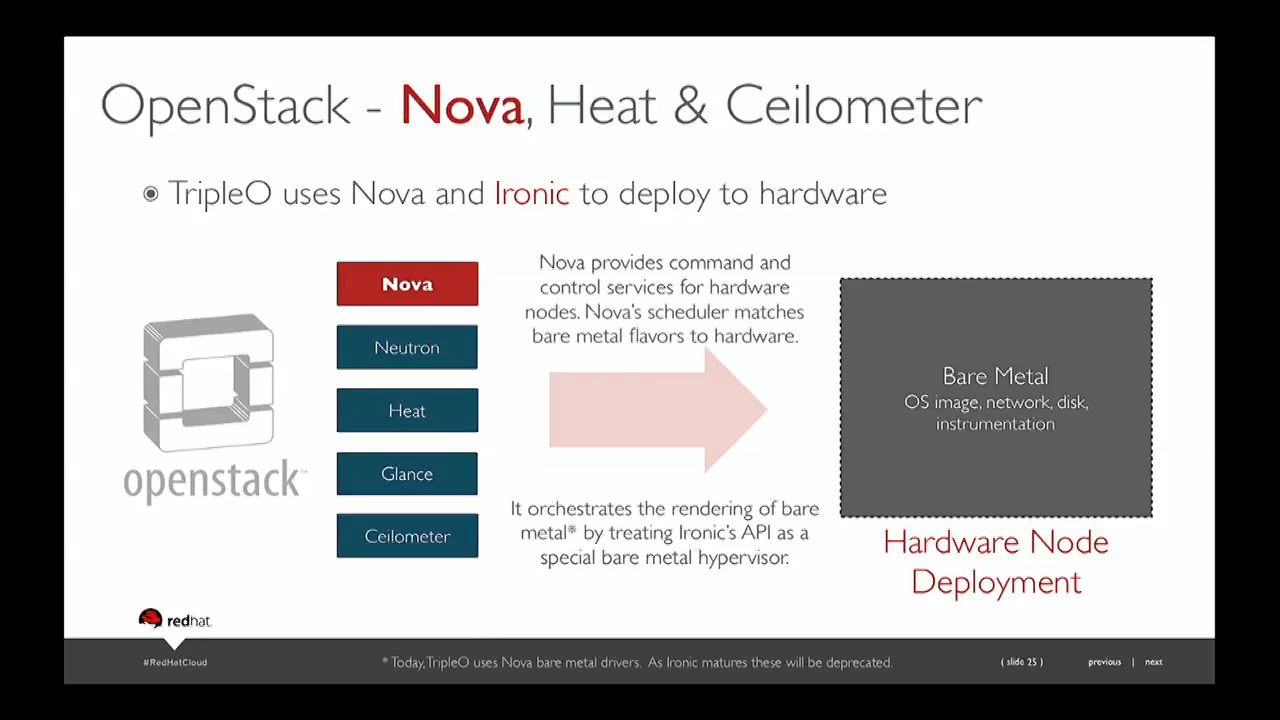 OpenStack - Nova, Heat & Ceilometer
TripleO uses Nova and Ironic to deploy to hardware
Nova
Neutron
Heat
Glance
Ceilometer
openstack™
Nova provides command and
control services for hardware
nodes. Nova's scheduler matches
bare metal flavors to hardware.
It orchestrates the rendering of bare
metal* by treating Ironic's API as a
special bare metal hypervisor.
Bare Metal
OS image, network, disk,
instrumentation
Hardware Node
Deployment
redhat.
#RedHatCloud
* Today, TripleO uses Nova bare metal drivers. As Ironic matures these will be deprecated.
( slide 25 )
previous | next